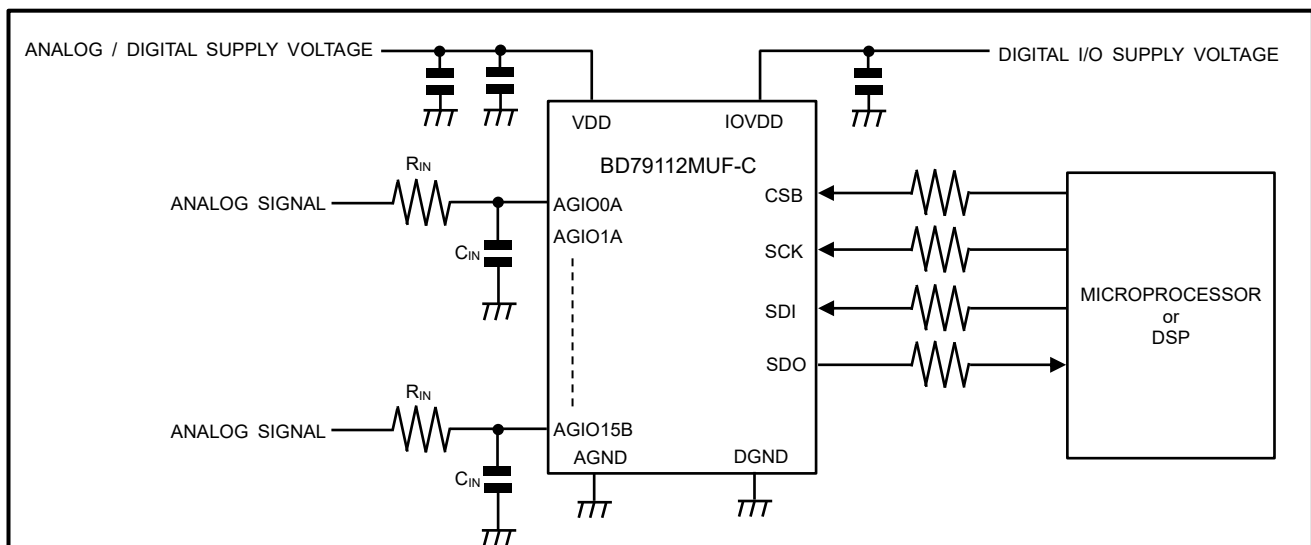 ANALOG / DIGITAL SUPPLY VOLTAGE
DIGITAL I/O SUPPLY VOLTAGE
VDD
IOVDD
BD79112MUF-C
RIN
ANALOG SIGNAL
AGIO0A
AGIO1A
CIN
CSB
SCK
SDI
SDO
MICROPROCESSOR
or
DSP
RIN
ANALOG SIGNAL
AGIO15B
CIN
AGND
DGND